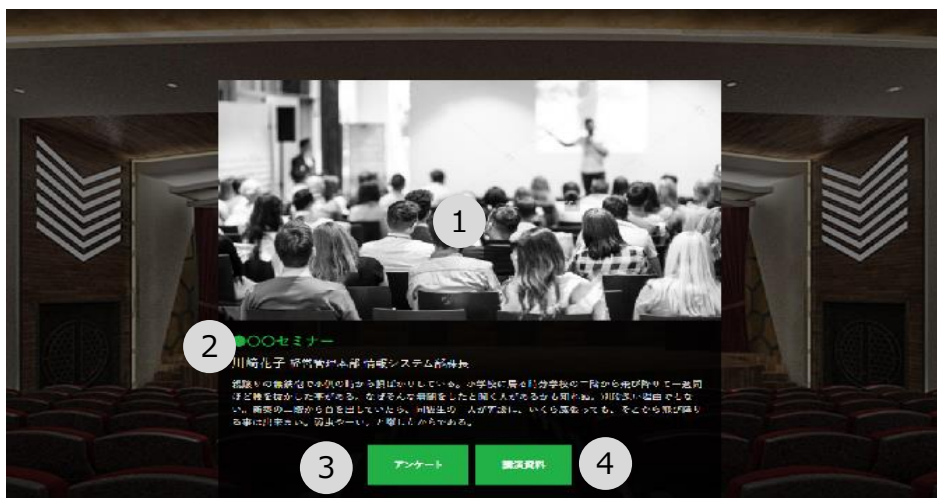 1
2
●○○セミナー
川崎花子 経営管理本部 情報システム部部長
親譲りの無鉄砲で小供の時から損ばかりしている。小学校に居る時分学校の二階から飛び降りて一週間
ほど腰を抜かした事がある。なぜそんな無闇をしたと聞く人があるかも知れぬ。別段深い理由でもな
い。新築の二階から首を出していたら、同級生の一人が冗談に、いくら威張っても、そこから飛び降り
る事は出来まい。弱虫やーい。と囃したからである。
3
アンケート
講演資料
4